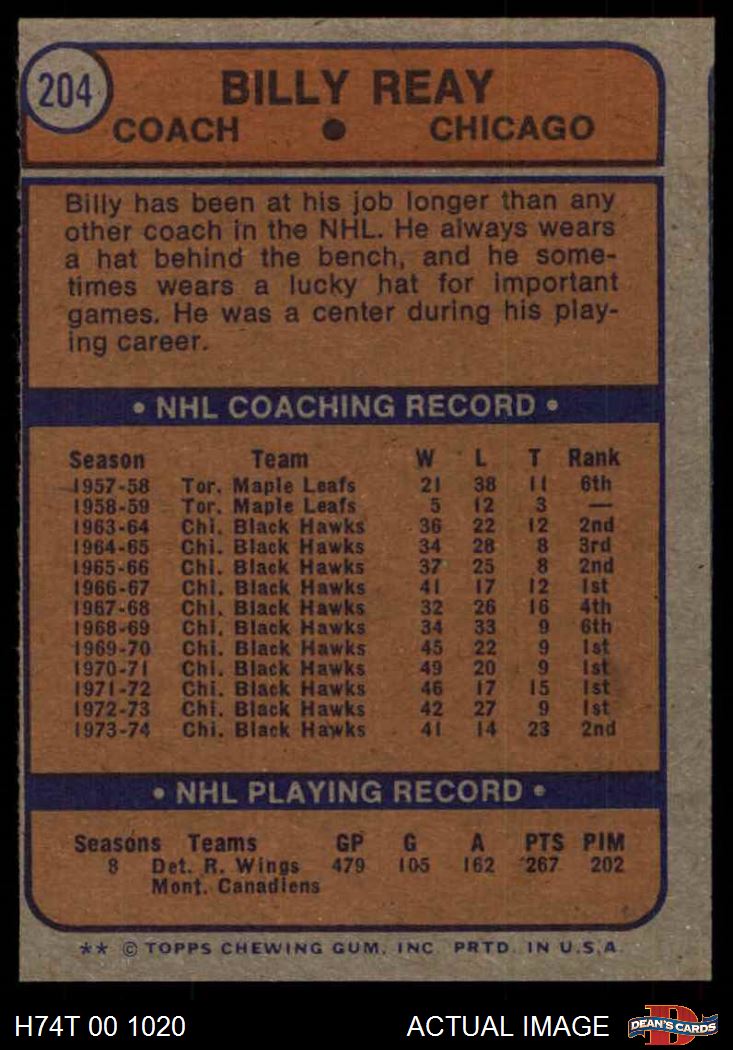 204
BILLY REAY
COACH • CHICAGO
Billy has been at his job longer than any
other coach in the NHL. He always wears
a hat behind the bench, and he some-
times wears a lucky hat for important
games. He was a center during his play-
ing career.
• NHL COACHING RECORD •
Season Team W L T Rank
1957-58 Tor. Maple Leafs 21 38 11 6th
1958-59 Tor. Maple Leafs 5 12 3 —
1963-64 Chi. Black Hawks 36 22 12 2nd
1964-65 Chi. Black Hawks 34 28 8 3rd
1965-66 Chi. Black Hawks 37 25 8 2nd
1966-67 Chi. Black Hawks 41 17 12 1st
1967-68 Chi. Black Hawks 32 26 16 4th
1968-69 Chi. Black Hawks 34 33 9 6th
1969-70 Chi. Black Hawks 45 22 9 1st
1970-71 Chi. Black Hawks 49 20 9 1st
1971-72 Chi. Black Hawks 46 17 15 1st
1972-73 Chi. Black Hawks 42 27 9 1st
1973-74 Chi. Black Hawks 41 14 23 2nd
• NHL PLAYING RECORD •
Seasons Teams GP G A PTS PIM
8 Det. R. Wings 479 105 162 267 202
Mont. Canadiens
** © TOPPS CHEWING GUM, INC. PRTD. IN U.S.A.
H74T 00 1020 ACTUAL IMAGE DEAN'S CARDS